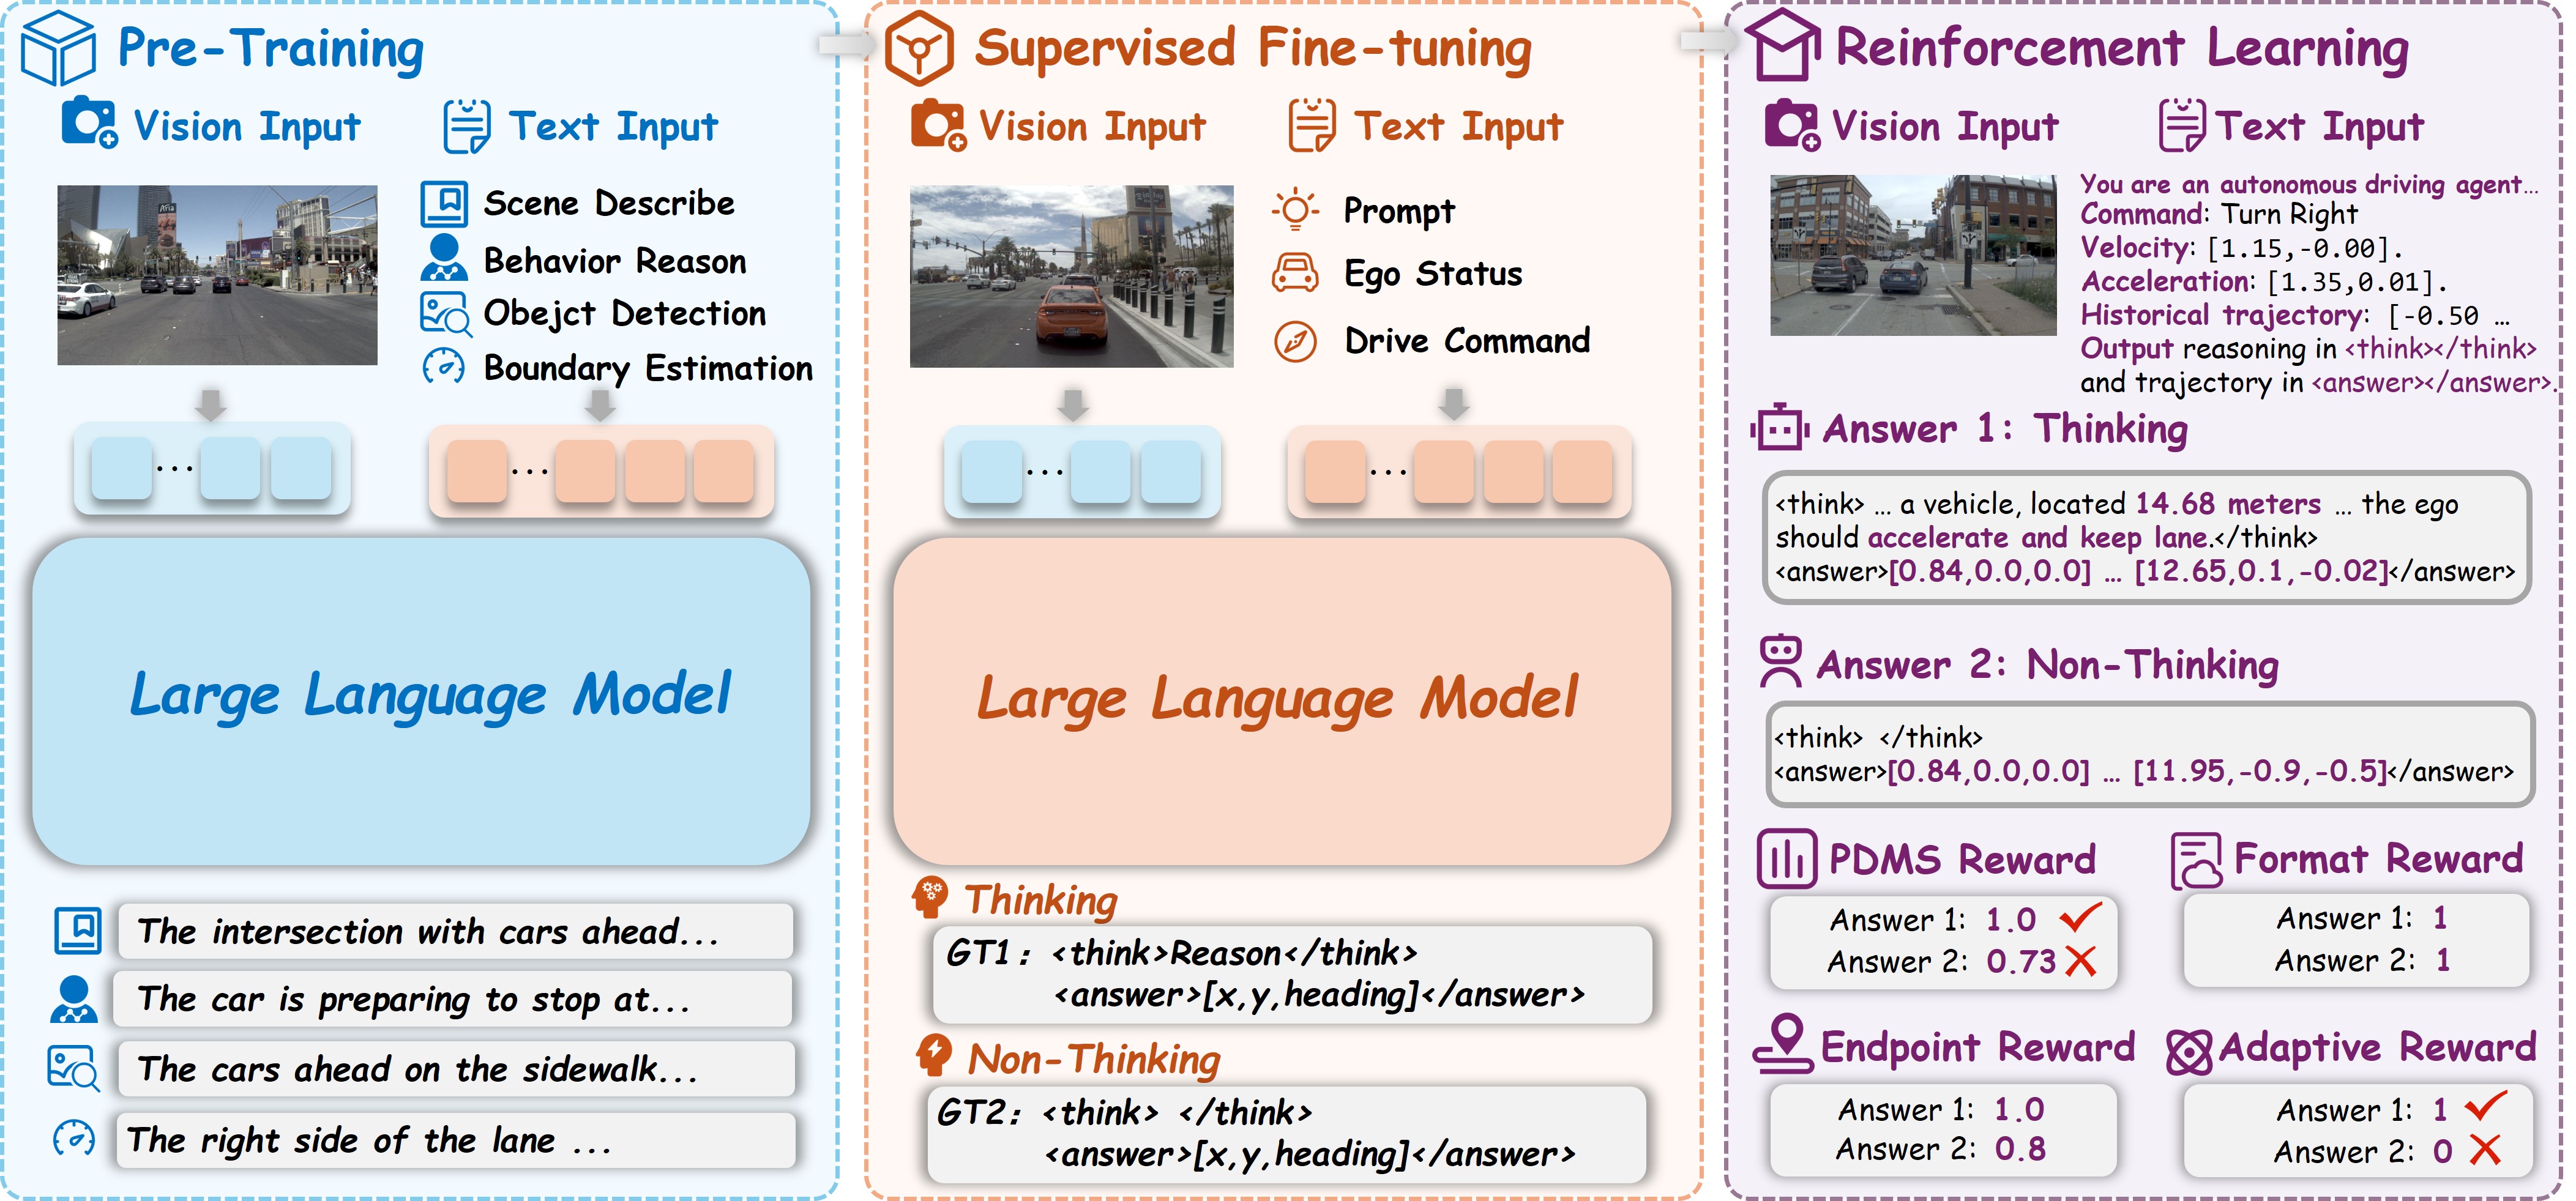 Pre-Training
Vision Input
Text Input
Scene Describe
Behavior Reason
Obejct Detection
Boundary Estimation
...
...
Large Language Model
The intersection with cars ahead...
The car is preparing to stop at...
The cars ahead on the sidewalk...
The right side of the lane ...
Supervised Fine-tuning
Vision Input
Text Input
Prompt
Ego Status
Drive Command
...
...
Large Language Model
Thinking
GT1: <think>Reason</think>
<answer>[x,y,heading]</answer>
Non-Thinking
GT2: <think> </think>
<answer>[x,y,heading]</answer>
Reinforcement Learning
Vision Input
Text Input
You are an autonomous driving agent...
Command: Turn Right
Velocity: [1.15,-0.00].
Acceleration: [1.35,0.01].
Historical trajectory: [-0.50 ...
Output reasoning in <think></think>
and trajectory in <answer></answer>.
Answer 1: Thinking
<think> ... a vehicle, located 14.68 meters ... the ego
should accelerate and keep lane.</think>
<answer>[0.84,0.0,0.0] ... [12.65,0.1,-0.02]</answer>
Answer 2: Non-Thinking
<think> </think>
<answer>[0.84,0.0,0.0] ... [11.95,-0.9,-0.5]</answer>
PDMS Reward
Answer 1: 1.0
Answer 2: 0.73
Format Reward
Answer 1: 1
Answer 2: 1
Endpoint Reward
Answer 1: 1.0
Answer 2: 0.8
Adaptive Reward
Answer 1: 1
Answer 2: 0